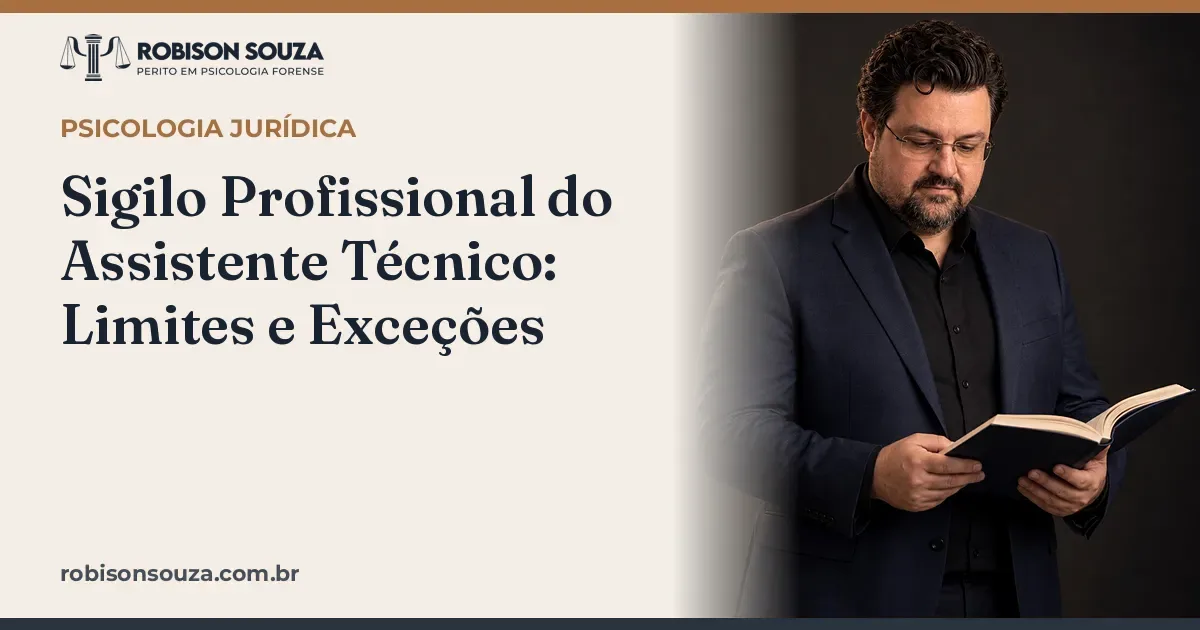 ROBISON SOUZA
PERITO EM PSICOLOGIA FORENSE
PSICOLOGIA JURÍDICA
Sigilo Profissional do
Assistente Técnico:
Limites e Exceções
robisonsouza.com.br